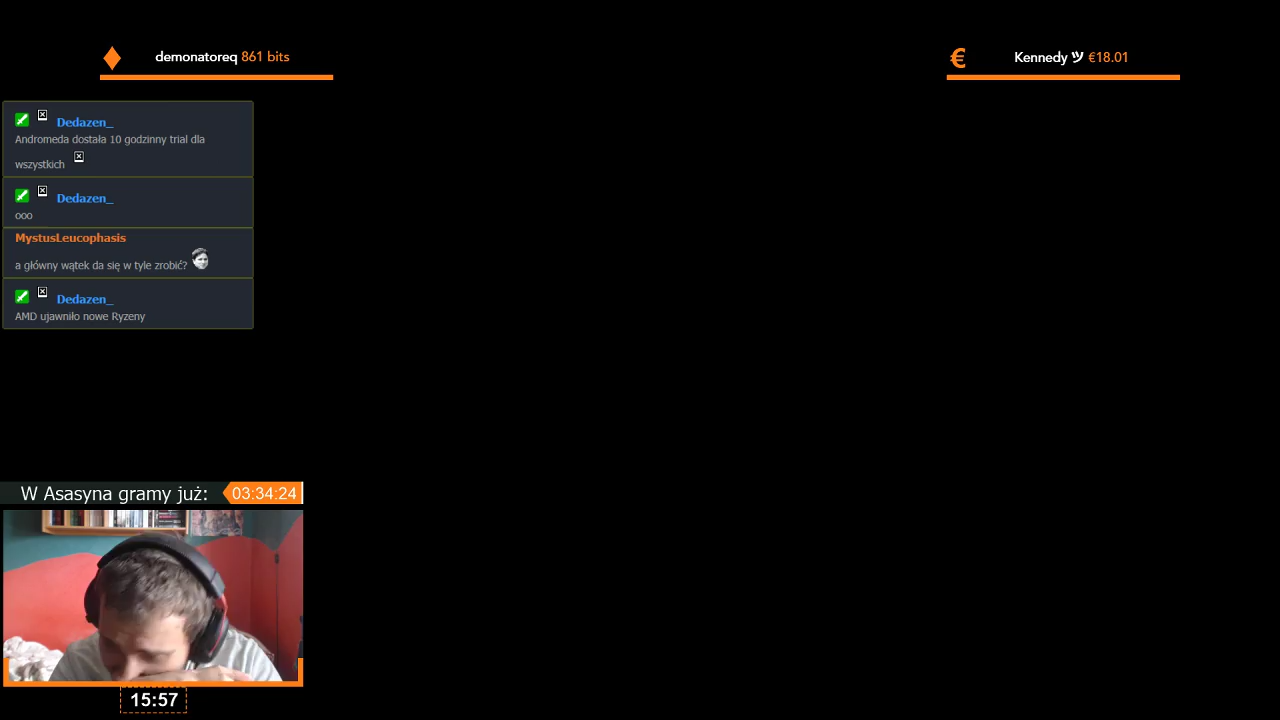 demonatoreq 861 bits
€ Kennedy ツ €18.01
Dedazen_
Andromeda dostała 10 godzinny trial dla
wszystkich
Dedazen_
ooo
MystusLeucophasis
a główny wątek da się w tyle zrobić?
Dedazen_
AMD ujawniło nowe Ryzeny
W Asasyna gramy już: 03:34:24
15:57